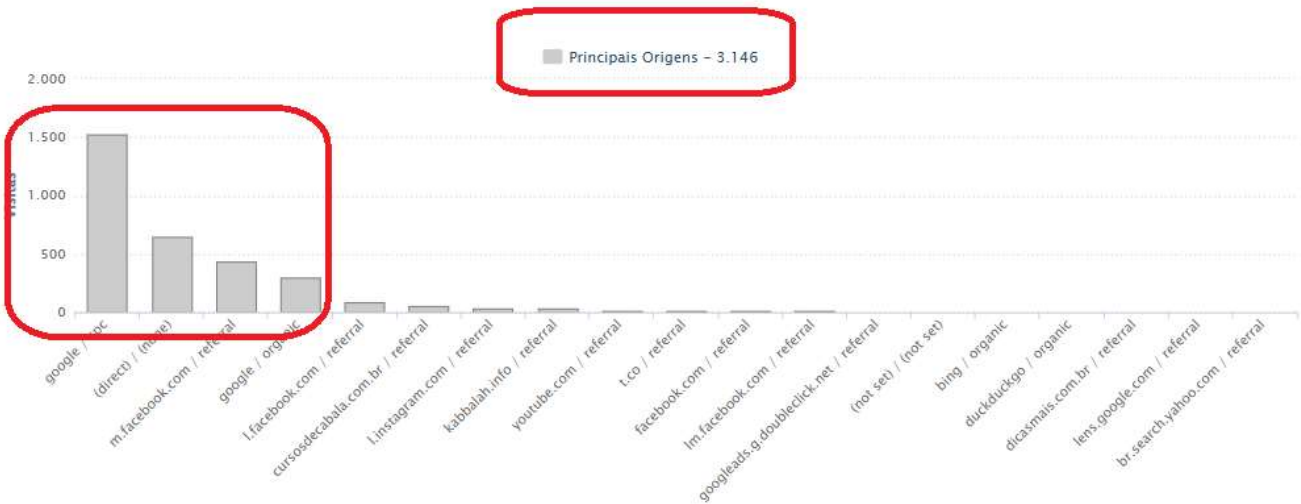 Principais Origens - 3.146
2.000
1.500
1.000
500
0
Visitas
google / cpc
(direct) / (none)
m.facebook.com / referral
google / organic
l.facebook.com / referral
cursosdecabala.com.br / referral
l.instagram.com / referral
kabbalah.info / referral
youtube.com / referral
t.co / referral
facebook.com / referral
lm.facebook.com / referral
googleads.g.doubleclick.net / referral
(not set) / (not set)
bing / organic
duckduckgo / organic
dicasmais.com.br / referral
lens.google.com / referral
br.search.yahoo.com / referral